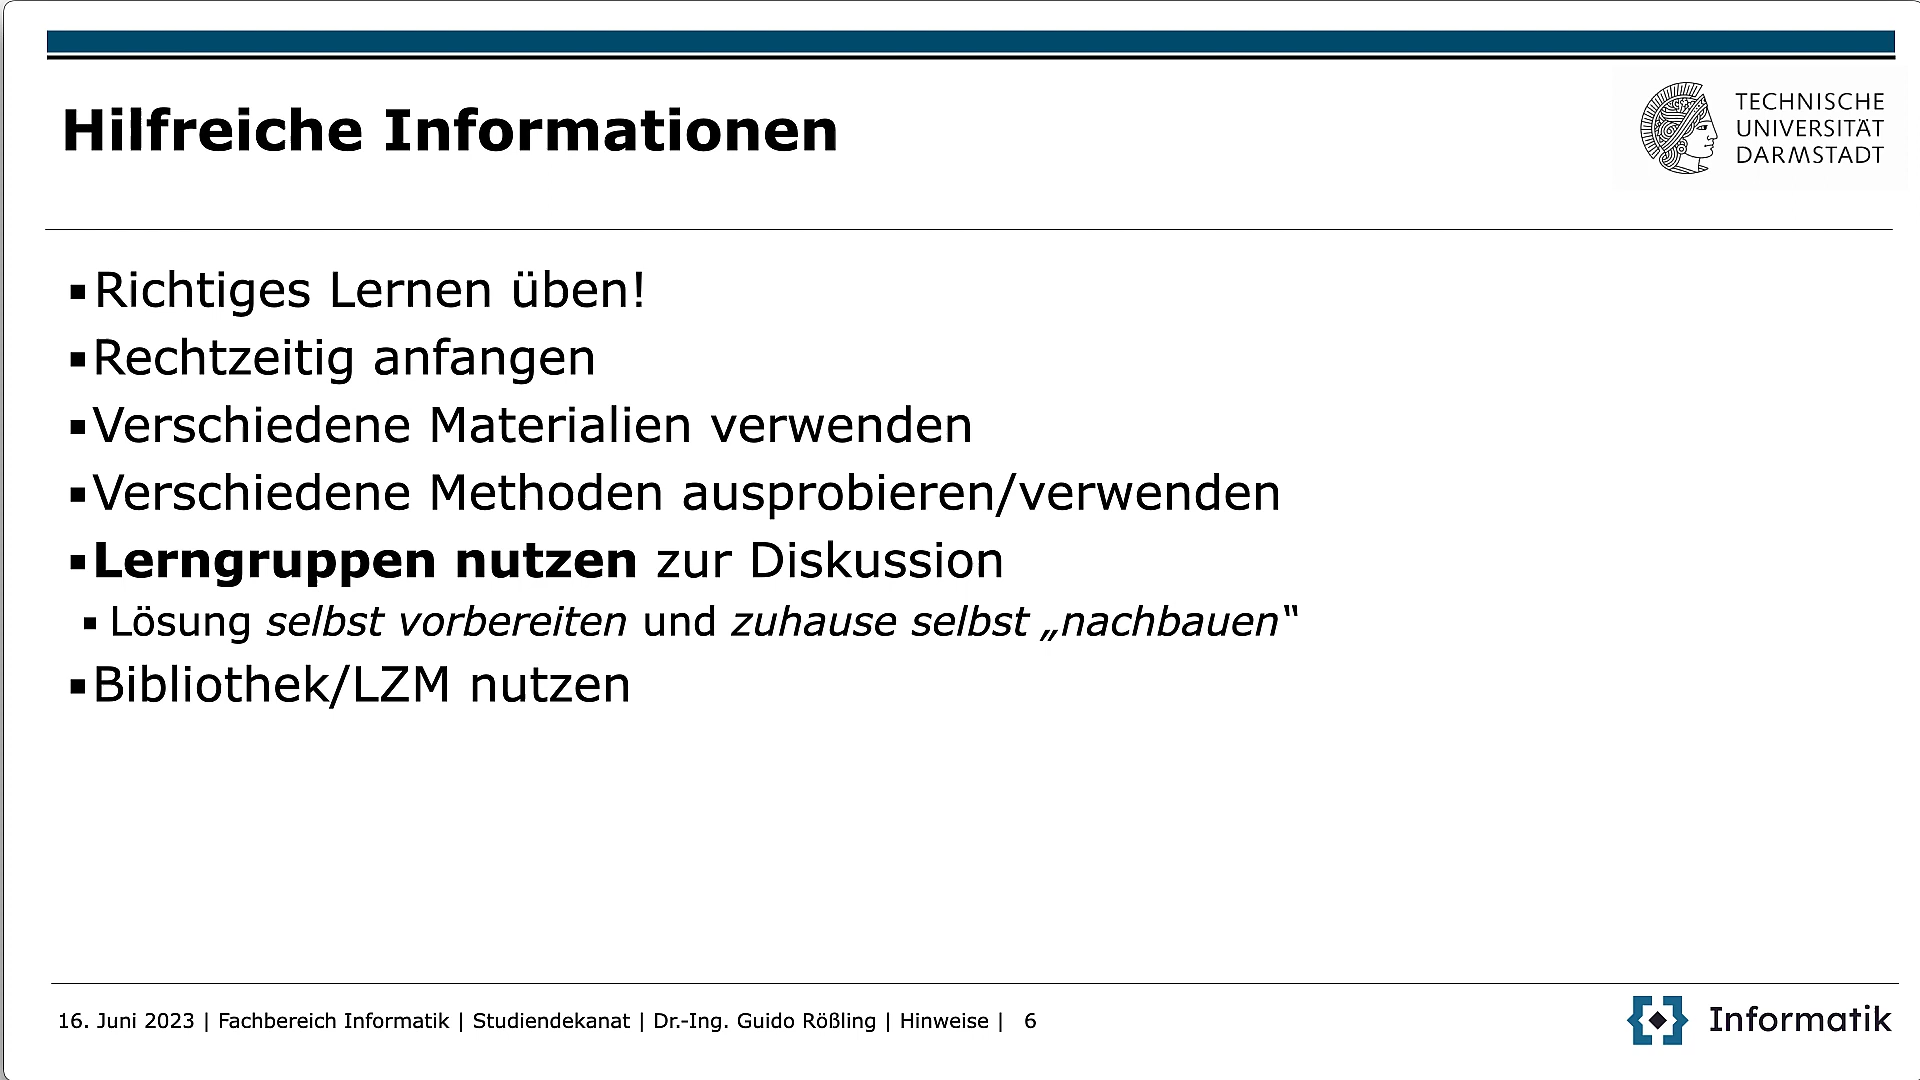 Hilfreiche Informationen
TECHNISCHE
UNIVERSITÄT
DARMSTADT
▪Richtiges Lernen üben!
▪Rechtzeitig anfangen
▪Verschiedene Materialien verwenden
▪Verschiedene Methoden ausprobieren/verwenden
▪Lerngruppen nutzen zur Diskussion
▪Lösung selbst vorbereiten und zuhause selbst „nachbauen“
▪Bibliothek/LZM nutzen
16. Juni 2023 | Fachbereich Informatik | Studiendekanat | Dr.-Ing. Guido Rößling | Hinweise | 6
Informatik